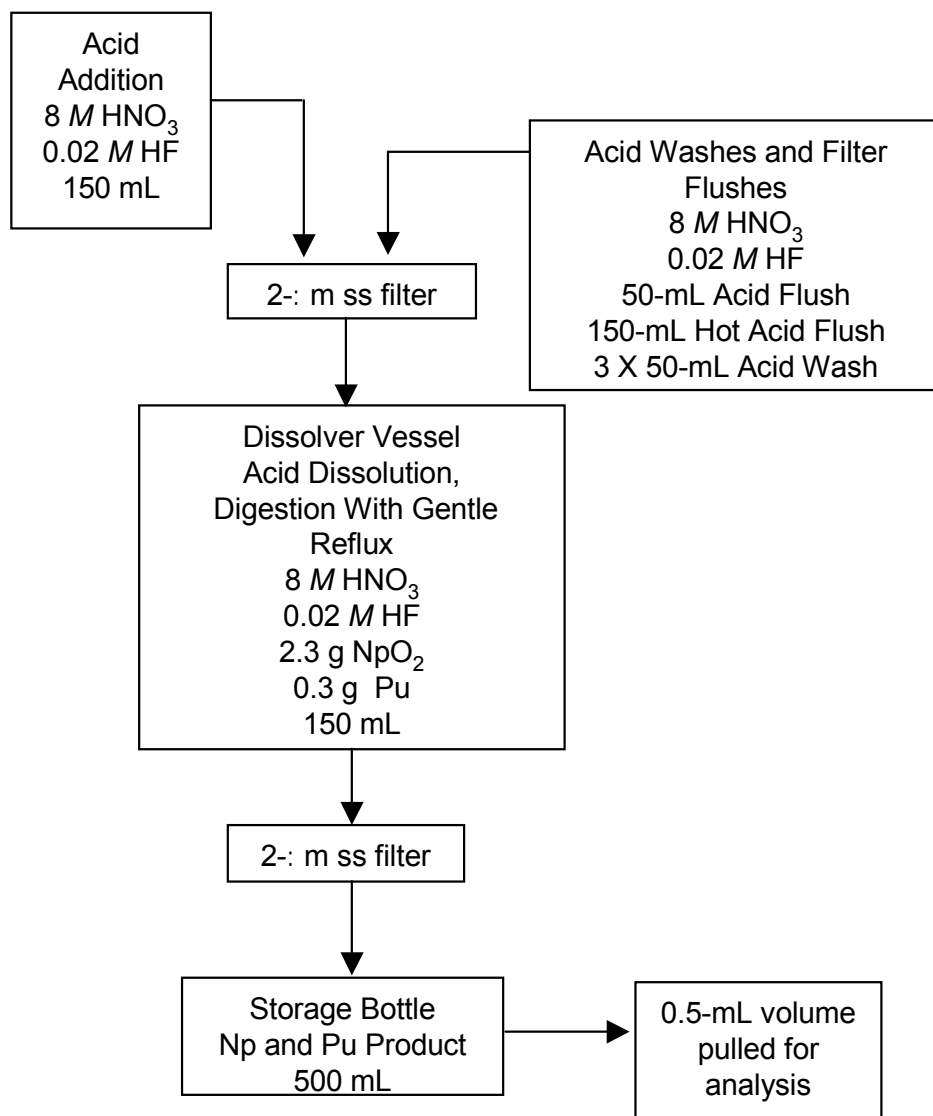 Acid
Addition
8 M HNO3
0.02 M HF
150 mL
Acid Washes and Filter
Flushes
8 M HNO3
0.02 M HF
50-mL Acid Flush
150-mL Hot Acid Flush
3 X 50-mL Acid Wash
2-: m ss filter
Dissolver Vessel
Acid Dissolution,
Digestion With Gentle
Reflux
8 M HNO3
0.02 M HF
2.3 g NpO2
0.3 g Pu
150 mL
2-: m ss filter
Storage Bottle
Np and Pu Product
500 mL
0.5-mL volume
pulled for
analysis